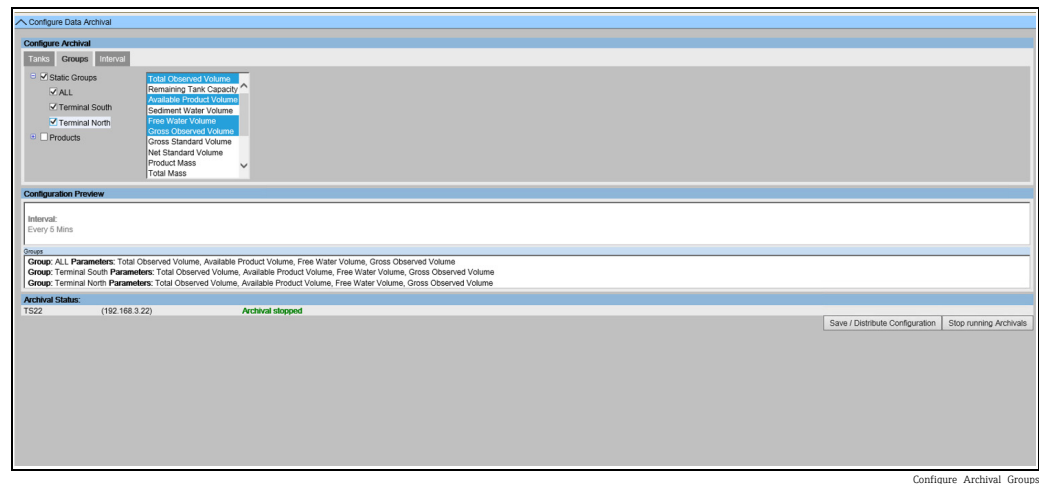 Configure Data Archival
Configure Archival
Tanks Groups Interval
Static Groups
ALL
Terminal South
Terminal North
Products
Total Observed Volume
Remaining Tank Capacity
Available Product Volume
Sediment Water Volume
Free Water Volume
Gross Observed Volume
Gross Standard Volume
Net Standard Volume
Product Mass
Total Mass
Configuration Preview
Interval:
Every 5 Mins
Groups
Group: ALL Parameters: Total Observed Volume, Available Product Volume, Free Water Volume, Gross Observed Volume
Group: Terminal South Parameters: Total Observed Volume, Available Product Volume, Free Water Volume, Gross Observed Volume
Group: Terminal North Parameters: Total Observed Volume, Available Product Volume, Free Water Volume, Gross Observed Volume
Archival Status:
TS22 (192.168.3.22) Archival stopped
Save / Distribute Configuration Stop running Archivals
Configure Archival Groups